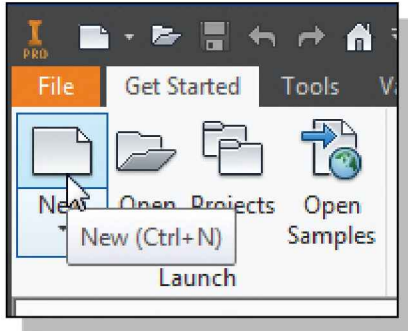 I
PRO
File Get Started Tools
New Open Projects Open Samples
New (Ctrl+N)
Launch